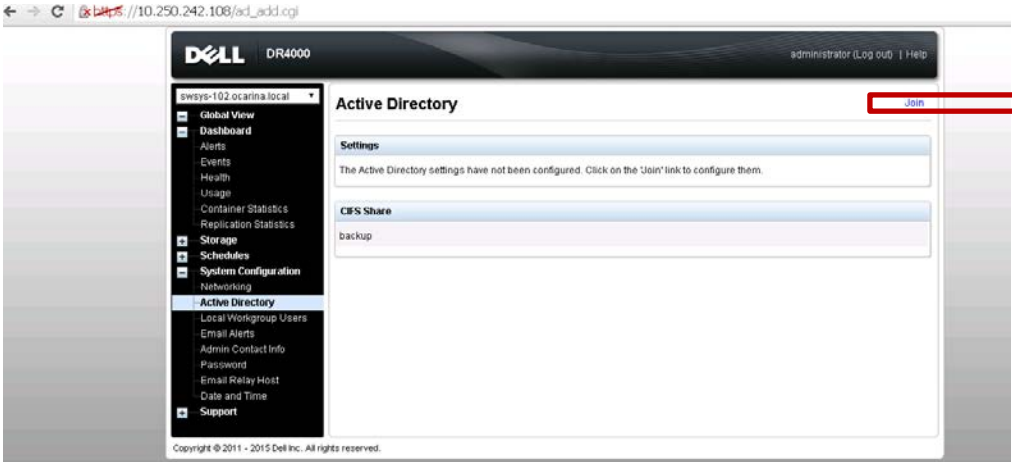 https://10.250.242.108/ad_add.cgi
DELL DR4000
administrator (Log out) | Help
swsys-102.ocarina.local
Global View
Dashboard
Alerts
Events
Health
Usage
Container Statistics
Replication Statistics
Storage
Schedules
System Configuration
Networking
Active Directory
Local Workgroup Users
Email Alerts
Admin Contact Info
Password
Email Relay Host
Date and Time
Support
Active Directory
Join
Settings
The Active Directory settings have not been configured. Click on the 'Join' link to configure them.
CIFS Share
backup
Copyright © 2011 - 2015 Dell Inc. All rights reserved.